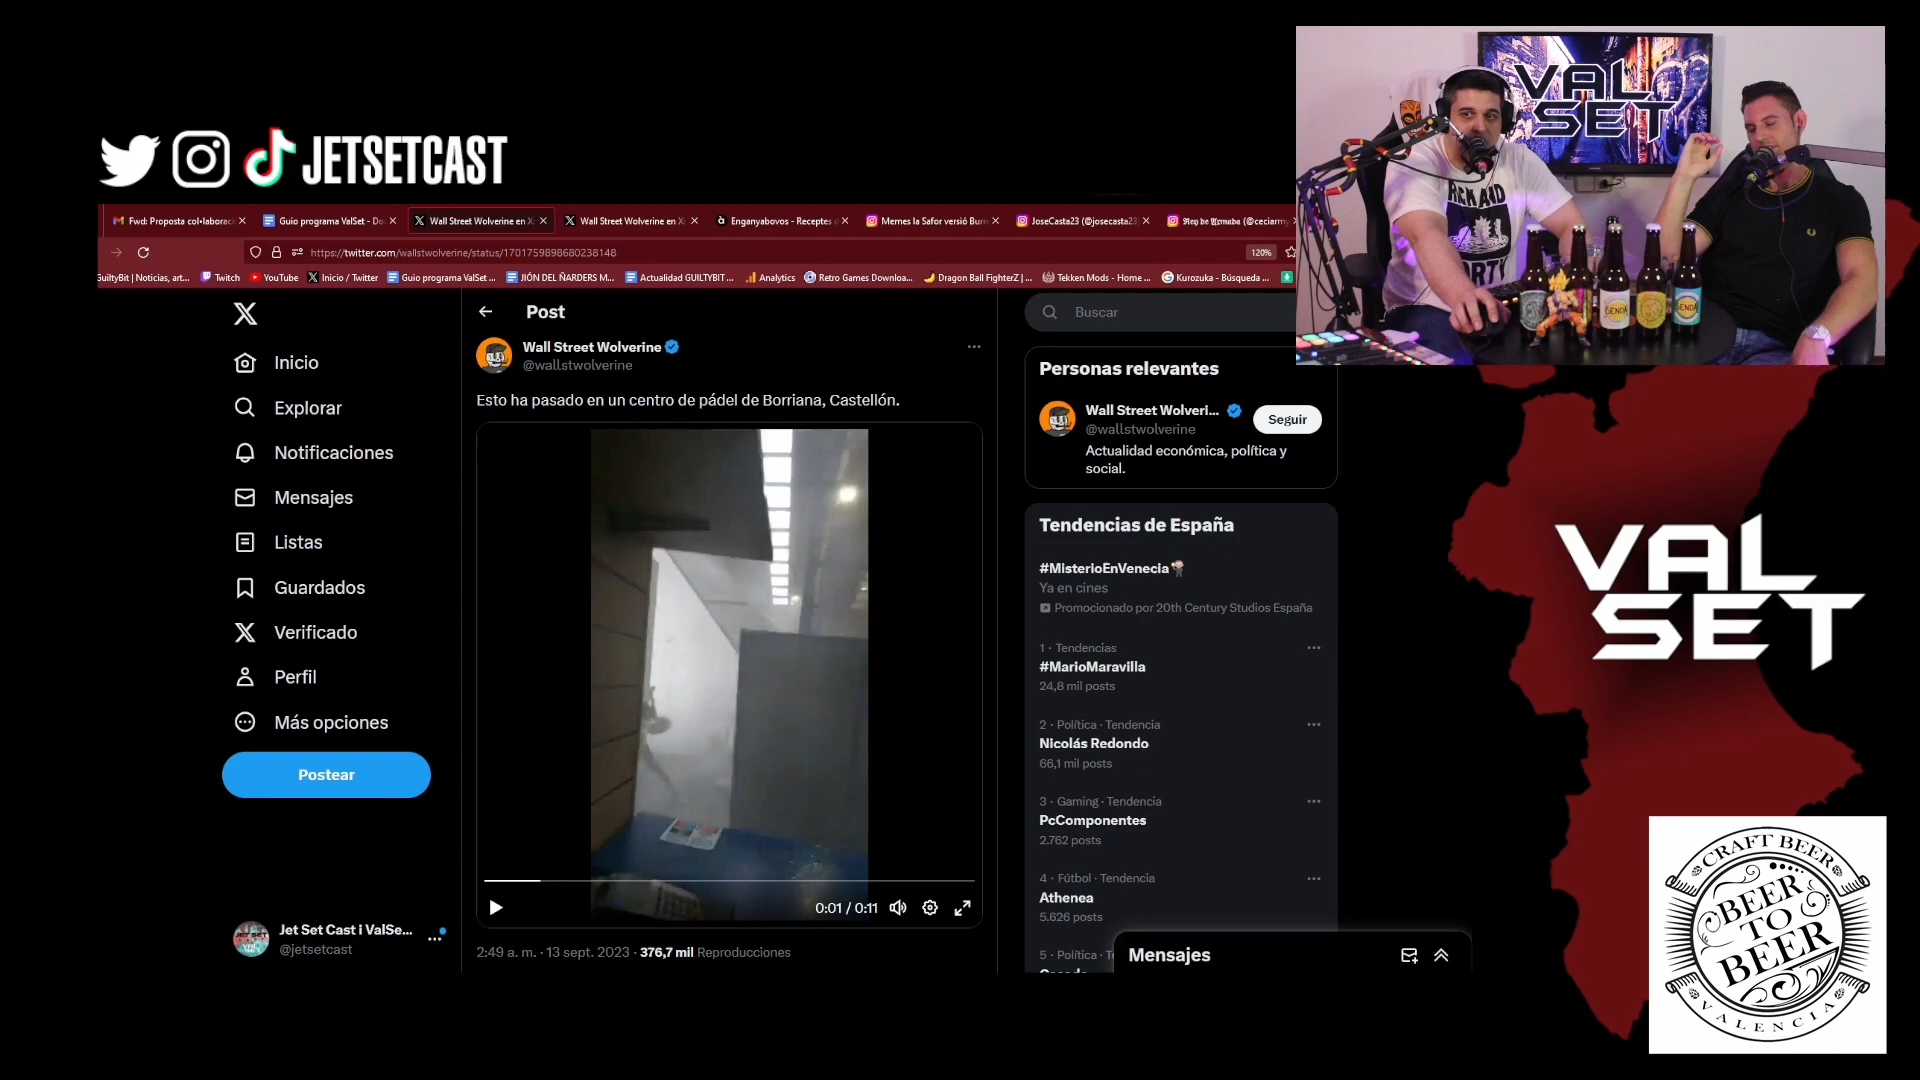 JETSETCAST
Fwd: Proposta col•laborac
Guio programa ValSet - Do
Wall Street Wolverine en X
Wall Street Wolverine en X
Enganyabovos - Receptes d
Memes la Safor versió Burr
JoseCasta23 (@josecasta23
https://twitter.com/wallstwolverine/status/1701759898680238148
120%
GuiltyBit | Noticias, art...
Twitch
YouTube
Inicio / Twitter
Guio programa ValSet ...
JIÓN DEL ÑARDERS M...
Actualidad GUILTYBIT ...
Analytics
Retro Games Downloa...
Dragon Ball FighterZ | ...
Tekken Mods - Home ...
Kurozuka - Búsqueda ...
VAL
SET
Inicio
Explorar
Notificaciones
Mensajes
Listas
Guardados
Verificado
Perfil
Más opciones
Postear
Jet Set Cast i ValSe...
@jetsetcast
Post
Wall Street Wolverine
@wallstwolverine
Esto ha pasado en un centro de pádel de Borriana, Castellón.
0:01 / 0:11
2:49 a. m. · 13 sept. 2023 · 376,7 mil Reproducciones
Buscar
Personas relevantes
Wall Street Wolveri...
@wallstwolverine
Seguir
Actualidad económica, política y
social.
Tendencias de España
#MisterioEnVenecia
Ya en cines
Promocionado por 20th Century Studios España
1 · Tendencias
#MarioMaravilla
24,8 mil posts
2 · Política · Tendencia
Nicolás Redondo
66,1 mil posts
3 · Gaming · Tendencia
PcComponentes
2.762 posts
4 · Fútbol · Tendencia
Athenea
5.626 posts
5 · Política · Te
Mensajes
VAL
SET
CRAFT BEER
BEER
TO
BEER
VALENCIA